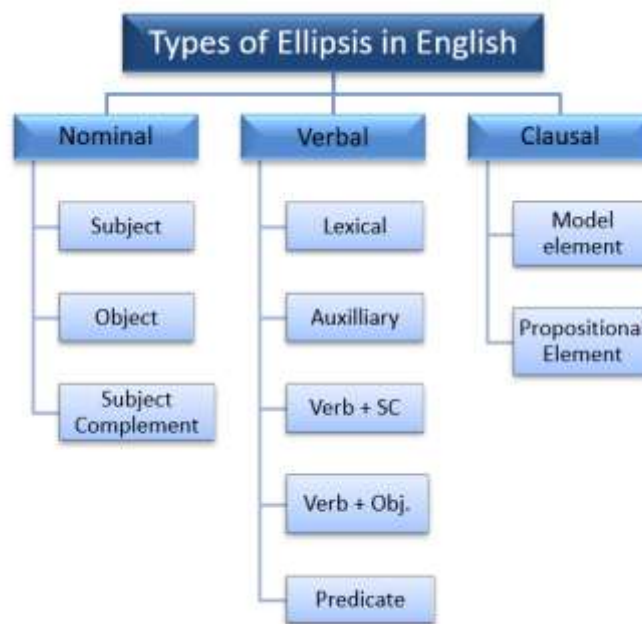 Types of Ellipsis in English
Nominal
Subject
Object
Subject
Complement
Verbal
Lexical
Auxilliary
Verb + SC
Verb + Obj.
Predicate
Clausal
Model
element
Propositional
Element